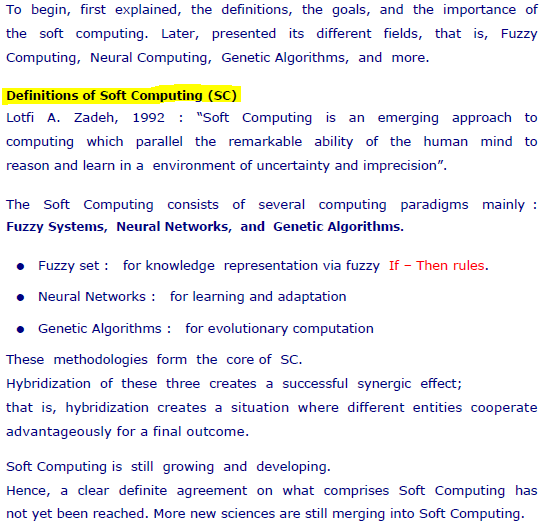 To begin, first explained, the definitions, the goals, and the importance of
the soft computing. Later, presented its different fields, that is, Fuzzy
Computing, Neural Computing, Genetic Algorithms, and more.
Definitions of Soft Computing (SC)
Lotfi A. Zadeh, 1992 : “Soft Computing is an emerging approach to
computing which parallel the remarkable ability of the human mind to
reason and learn in a environment of uncertainty and imprecision”.
The Soft Computing consists of several computing paradigms mainly :
Fuzzy Systems, Neural Networks, and Genetic Algorithms.
● Fuzzy set : for knowledge representation via fuzzy If – Then rules.
● Neural Networks : for learning and adaptation
● Genetic Algorithms : for evolutionary computation
These methodologies form the core of SC.
Hybridization of these three creates a successful synergic effect;
that is, hybridization creates a situation where different entities cooperate
advantageously for a final outcome.
Soft Computing is still growing and developing.
Hence, a clear definite agreement on what comprises Soft Computing has
not yet been reached. More new sciences are still merging into Soft Computing.